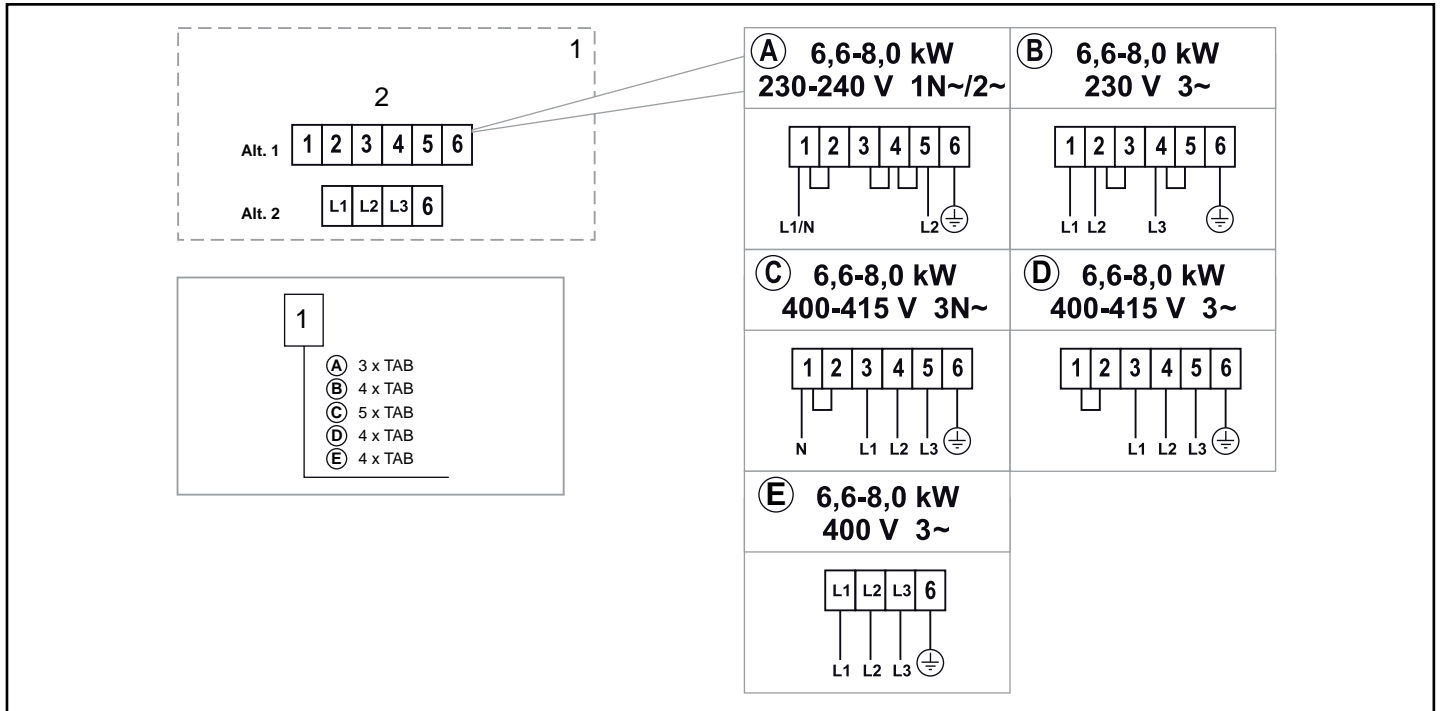 1
2
Alt. 1 1 2 3 4 5 6
Alt. 2 L1 L2 L3 6
1
A 3 x TAB
B 4 x TAB
C 5 x TAB
D 4 x TAB
E 4 x TAB
A 6,6-8,0 kW
230-240 V 1N~/2~
1 2 3 4 5 6
L1/N L2
B 6,6-8,0 kW
230 V 3~
1 2 3 4 5 6
L1 L2 L3
C 6,6-8,0 kW
400-415 V 3N~
1 2 3 4 5 6
N L1 L2 L3
D 6,6-8,0 kW
400-415 V 3~
1 2 3 4 5 6
L1 L2 L3
E 6,6-8,0 kW
400 V 3~
L1 L2 L3 6
L1 L2 L3